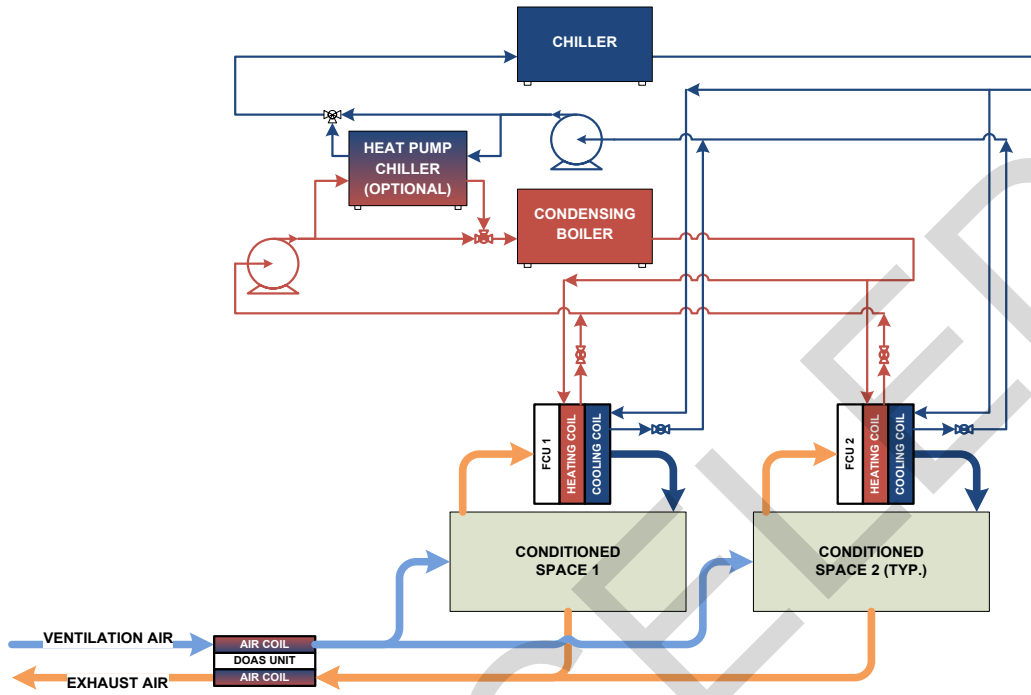 CHILLER
HEAT PUMP
CHILLER
(OPTIONAL)
CONDENSING
BOILER
FCU 1
HEATING COIL
COOLING COIL
FCU 2
HEATING COIL
COOLING COIL
CONDITIONED
SPACE 1
CONDITIONED
SPACE 2 (TYP.)
VENTILATION AIR
AIR COIL
DOAS UNIT
AIR COIL
EXHAUST AIR